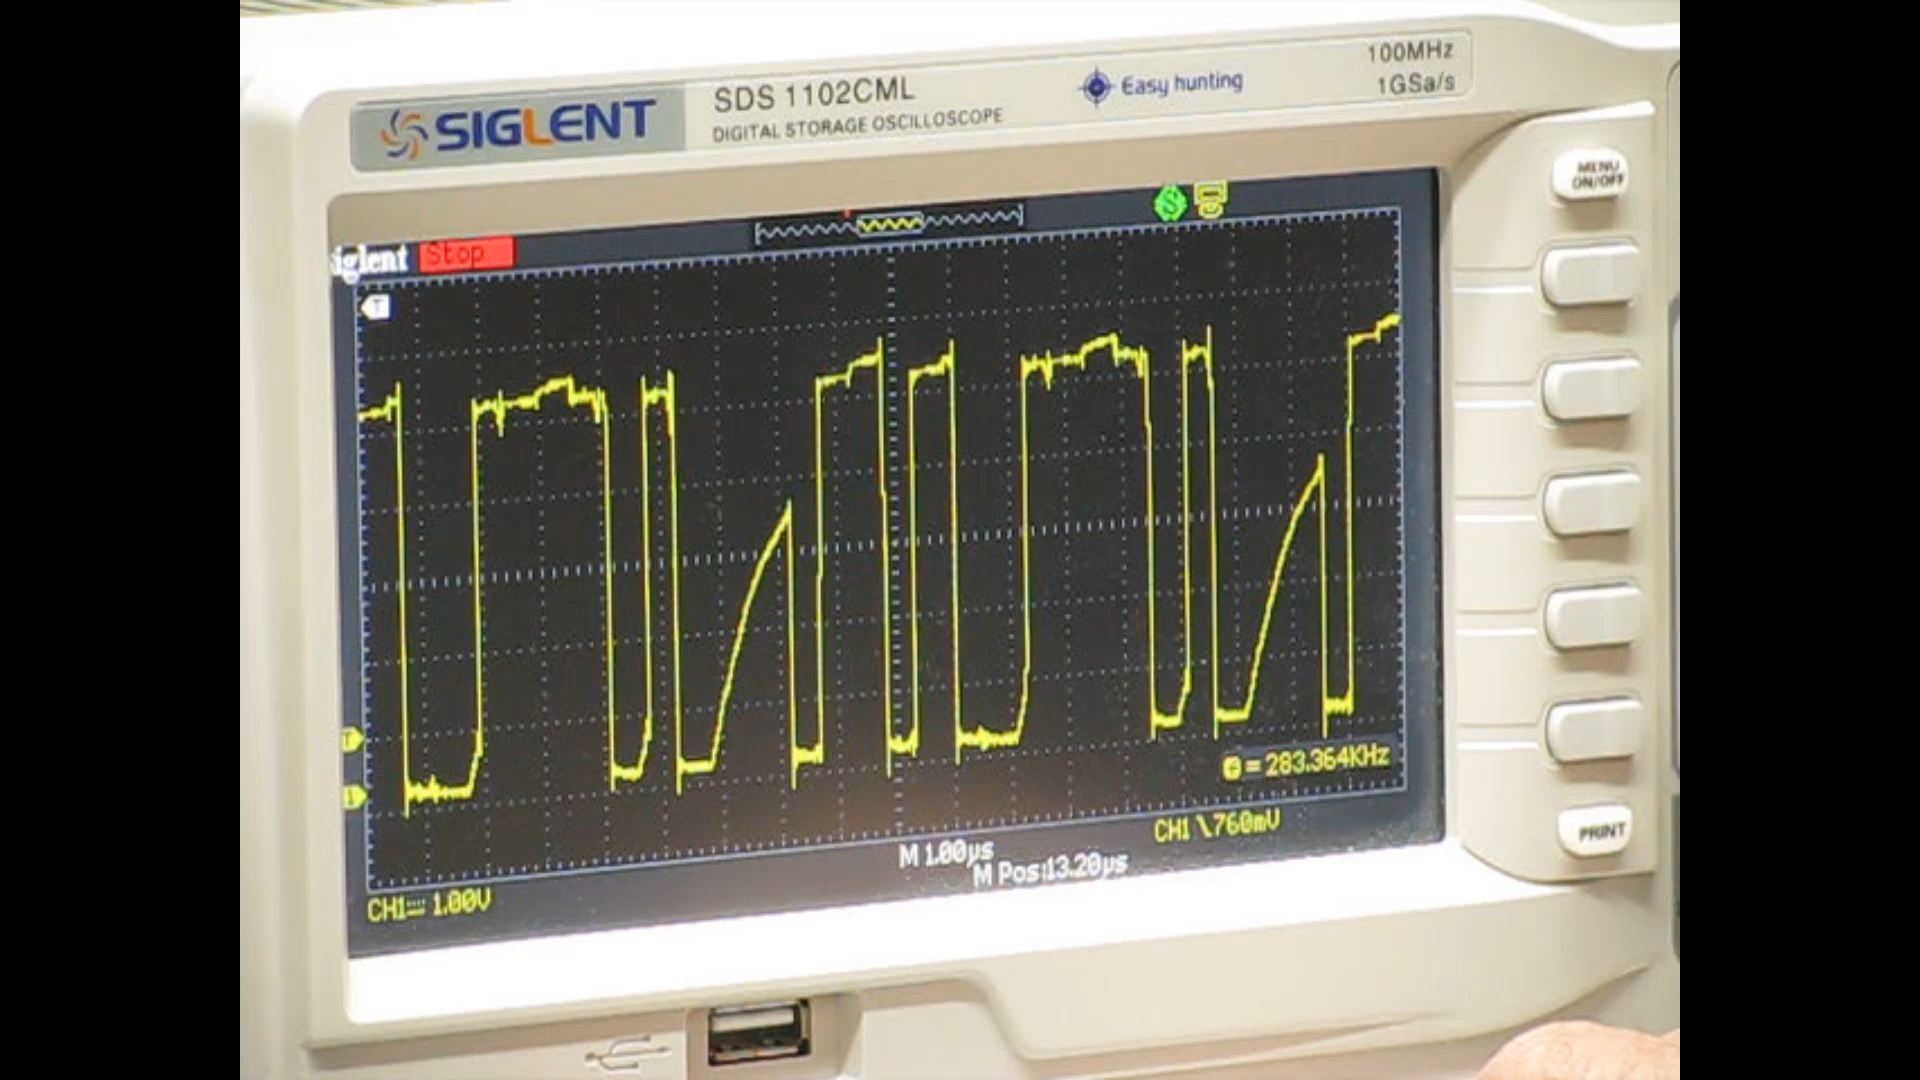 SIGLENT
SDS 1102CML
DIGITAL STORAGE OSCILLOSCOPE
Easy hunting
100MHz
1GSa/s
MENU
ON/OFF
iglent
Stop
T
= 283.364KHz
CH1 760mV
M 1.00µs
M Pos:13.20µs
CH1 1.00V
PRINT